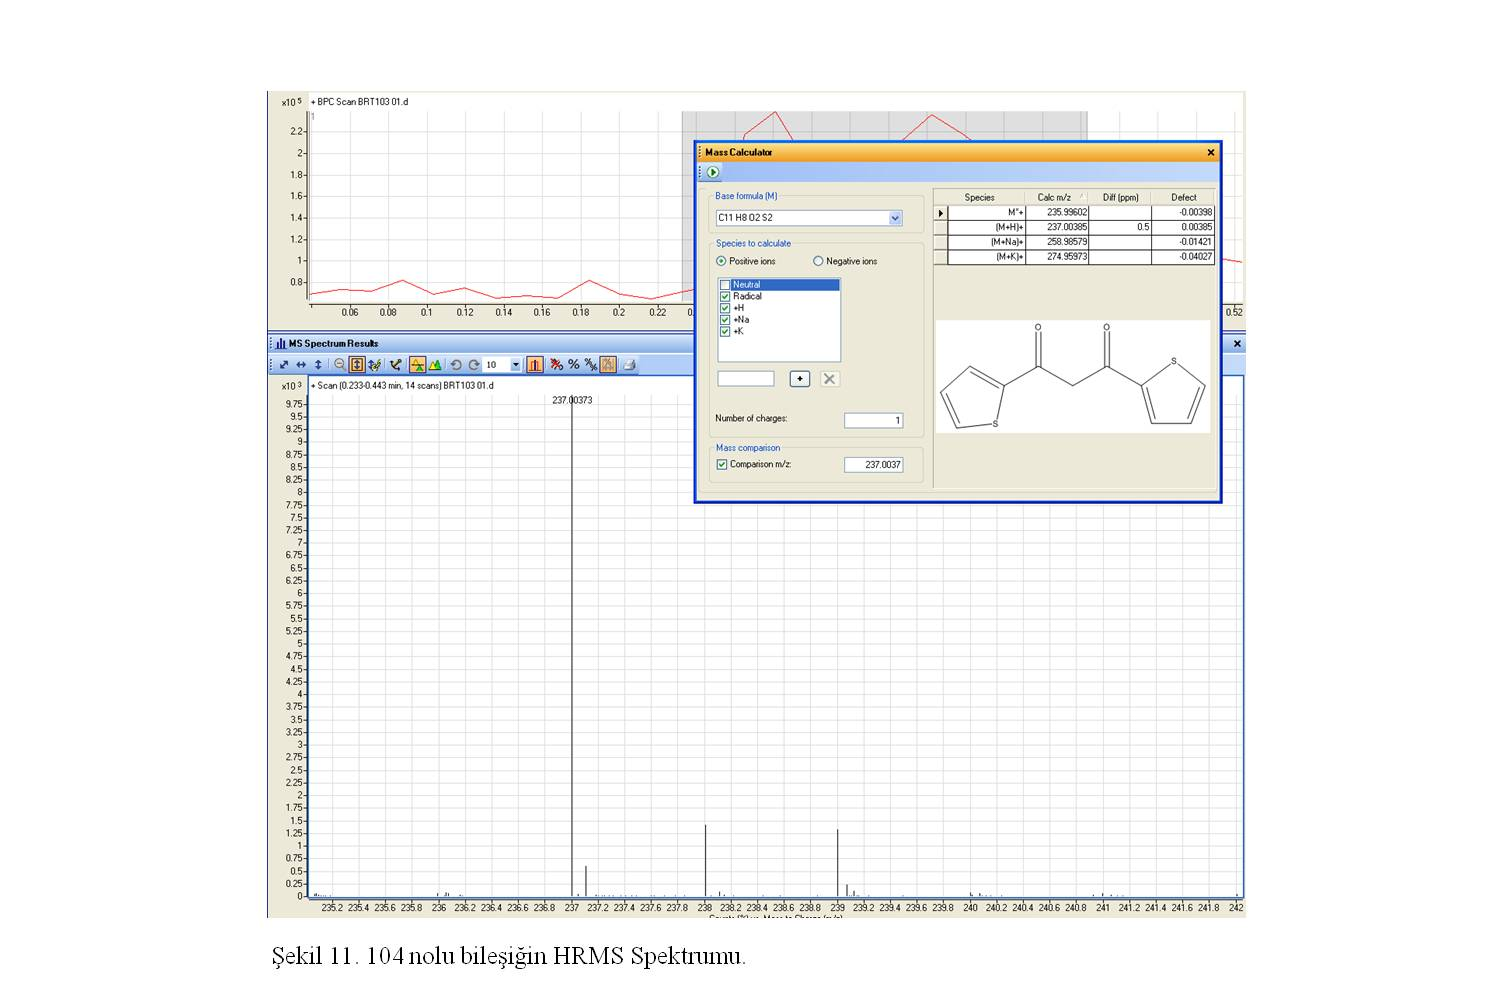 x10 5 + BPC Scan BRT103 01.d
1
2.2
2
1.8
1.6
1.4
1.2
1
0.8
0.06 0.08 0.1 0.12 0.14 0.16 0.18 0.2 0.22 0.52
Mass Calculator
Base formula (M)
C11 H8 O2 S2
Species to calculate
Positive ions Negative ions
Neutral
Radical
+H
+Na
+K
Number of charges: 1
Mass comparison
Comparison m/z: 237.0037
Species Calc m/z Diff (ppm) Defect
M*+ 235.99602 -0.00398
(M+H)+ 237.00385 0.5 0.00385
(M+Na)+ 258.98579 -0.01421
(M+K)+ 274.95973 -0.04027
O O
S S
MS Spectrum Results
10
x10 3 + Scan (0.233-0.443 min, 14 scans) BRT103 01.d
237.00373
9.75
9.5
9.25
9
8.75
8.5
8.25
8
7.75
7.5
7.25
7
6.75
6.5
6.25
6
5.75
5.5
5.25
5
4.75
4.5
4.25
4
3.75
3.5
3.25
3
2.75
2.5
2.25
2
1.75
1.5
1.25
1
0.75
0.5
0.25
0
235.2 235.4 235.6 235.8 236 236.2 236.4 236.6 236.8 237 237.2 237.4 237.6 237.8 238 238.2 238.4 238.6 238.8 239 239.2 239.4 239.6 239.8 240 240.2 240.4 240.6 240.8 241 241.2 241.4 241.6 241.8 242
Counts (%) vs. Mass-to-Charge (m/z)
Şekil 11. 104 nolu bileşiğin HRMS Spektrumu.